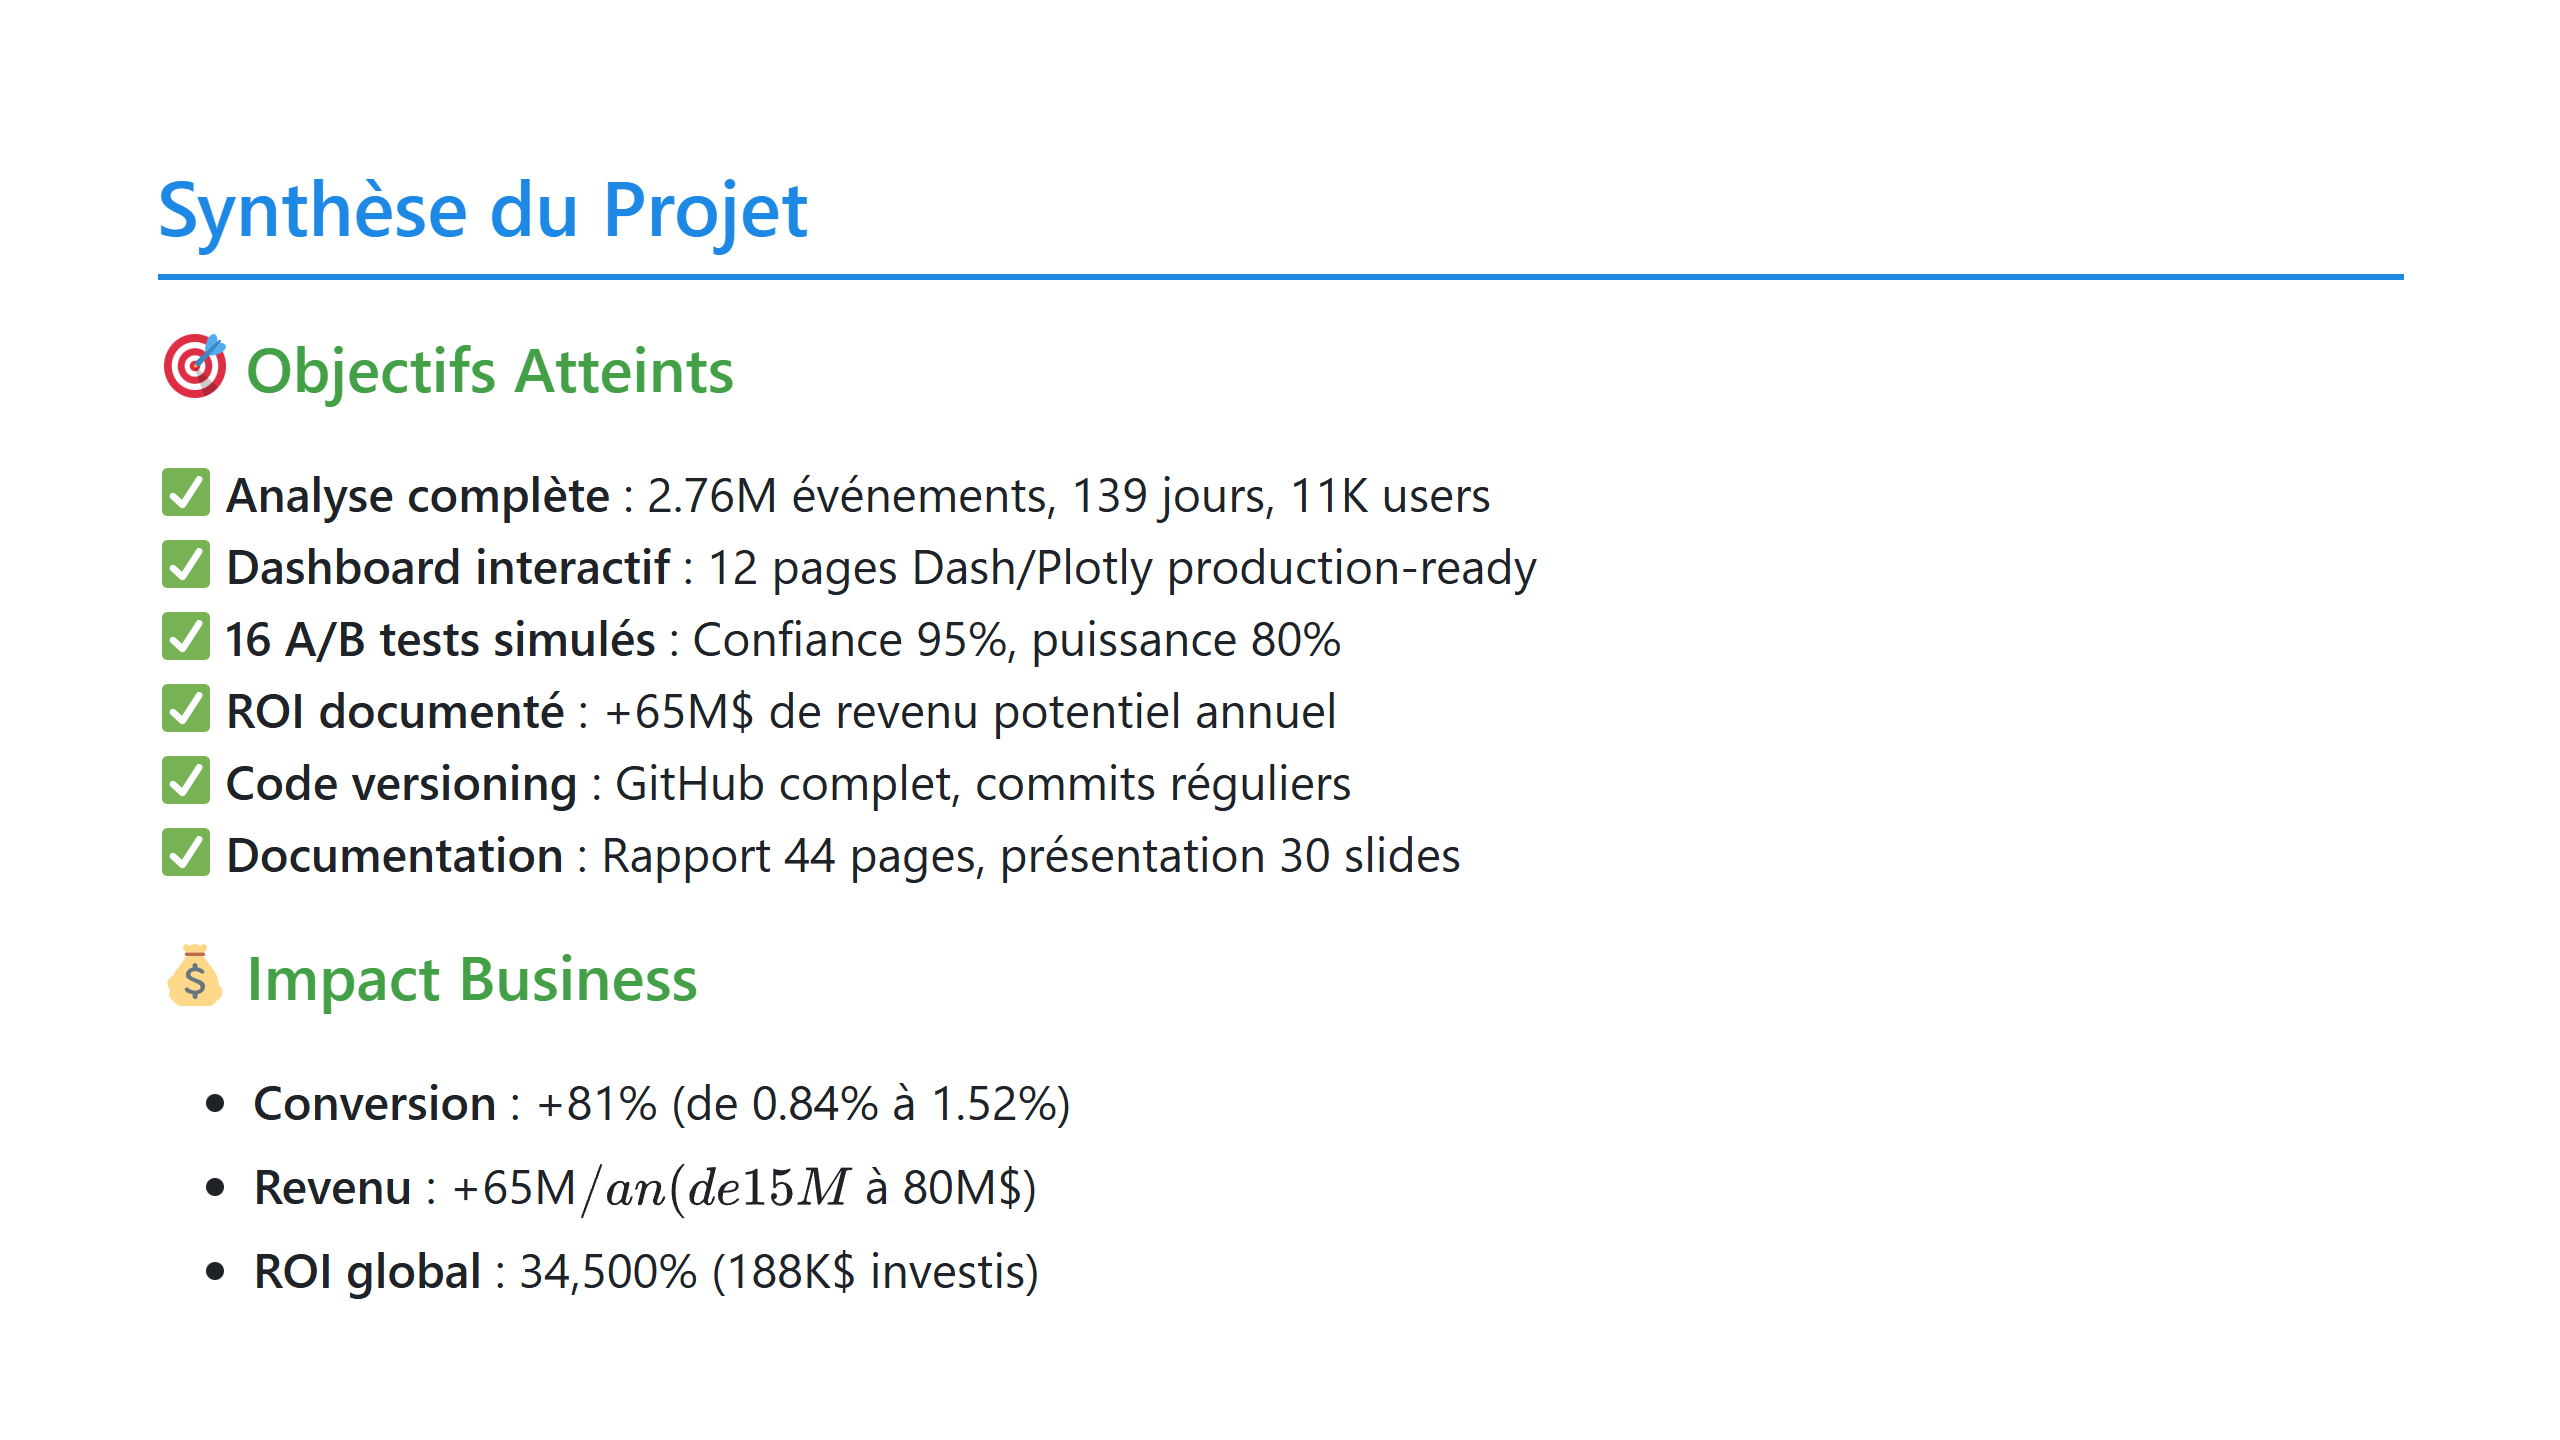 Synthèse du Projet
🎯 Objectifs Atteints
✅ Analyse complète : 2.76M événements, 139 jours, 11K users
✅ Dashboard interactif : 12 pages Dash/Plotly production-ready
✅ 16 A/B tests simulés : Confiance 95%, puissance 80%
✅ ROI documenté : +65M$ de revenu potentiel annuel
✅ Code versioning : GitHub complet, commits réguliers
✅ Documentation : Rapport 44 pages, présentation 30 slides
💰 Impact Business
• Conversion : +81% (de 0.84% à 1.52%)
• Revenu : +65M/an(de15M à 80M$)
• ROI global : 34,500% (188K$ investis)